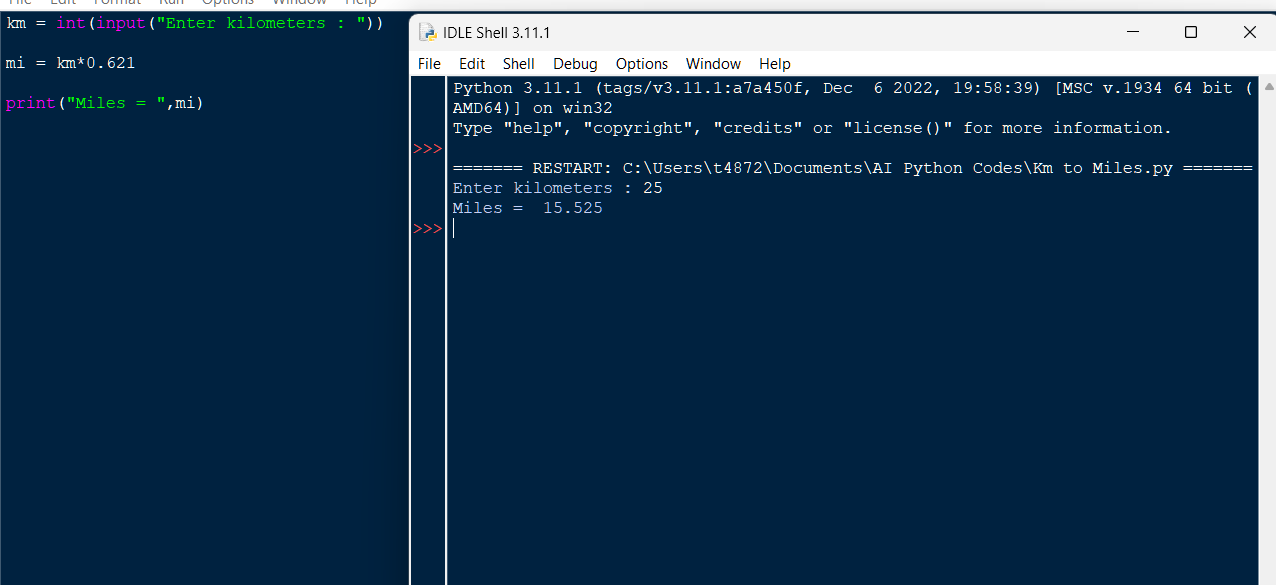 File Edit Format Run Options Window Help
km = int(input("Enter kilometers : "))
mi = km*0.621
print("Miles = ",mi)
IDLE Shell 3.11.1
File Edit Shell Debug Options Window Help
Python 3.11.1 (tags/v3.11.1:a7a450f, Dec  6 2022, 19:58:39) [MSC v.1934 64 bit (
AMD64)] on win32
Type "help", "copyright", "credits" or "license()" for more information.
>>>
======= RESTART: C:\Users\t4872\Documents\AI Python Codes\Km to Miles.py =======
Enter kilometers : 25
Miles =  15.525
>>>